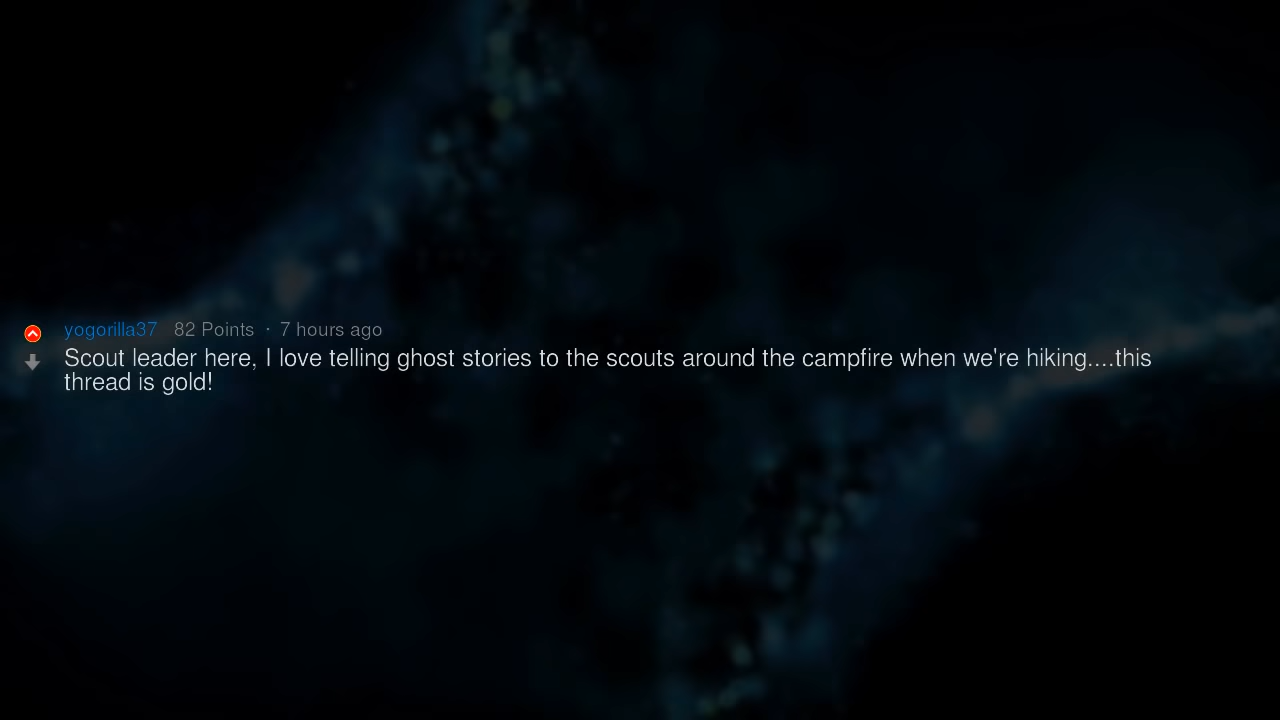 yogorilla37 82 Points · 7 hours ago
Scout leader here, I love telling ghost stories to the scouts around the campfire when we're hiking....this
thread is gold!